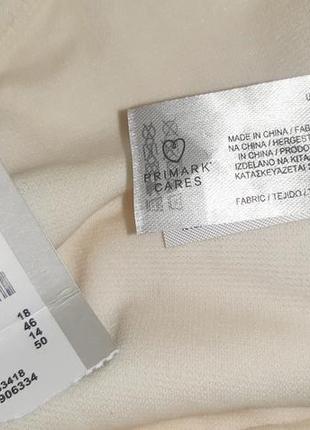 PRIMARK
CARES
MADE IN CHINA / FAB
NA CHINA / HERGEST
IN CHINA / PRODO
IZDELANO NA KITA
ΚΑΤΑΣΚΕΥΑΖΕΤΑΙ Σ
FABRIC / TEJIDO /
18
46
14
50
3418
906334